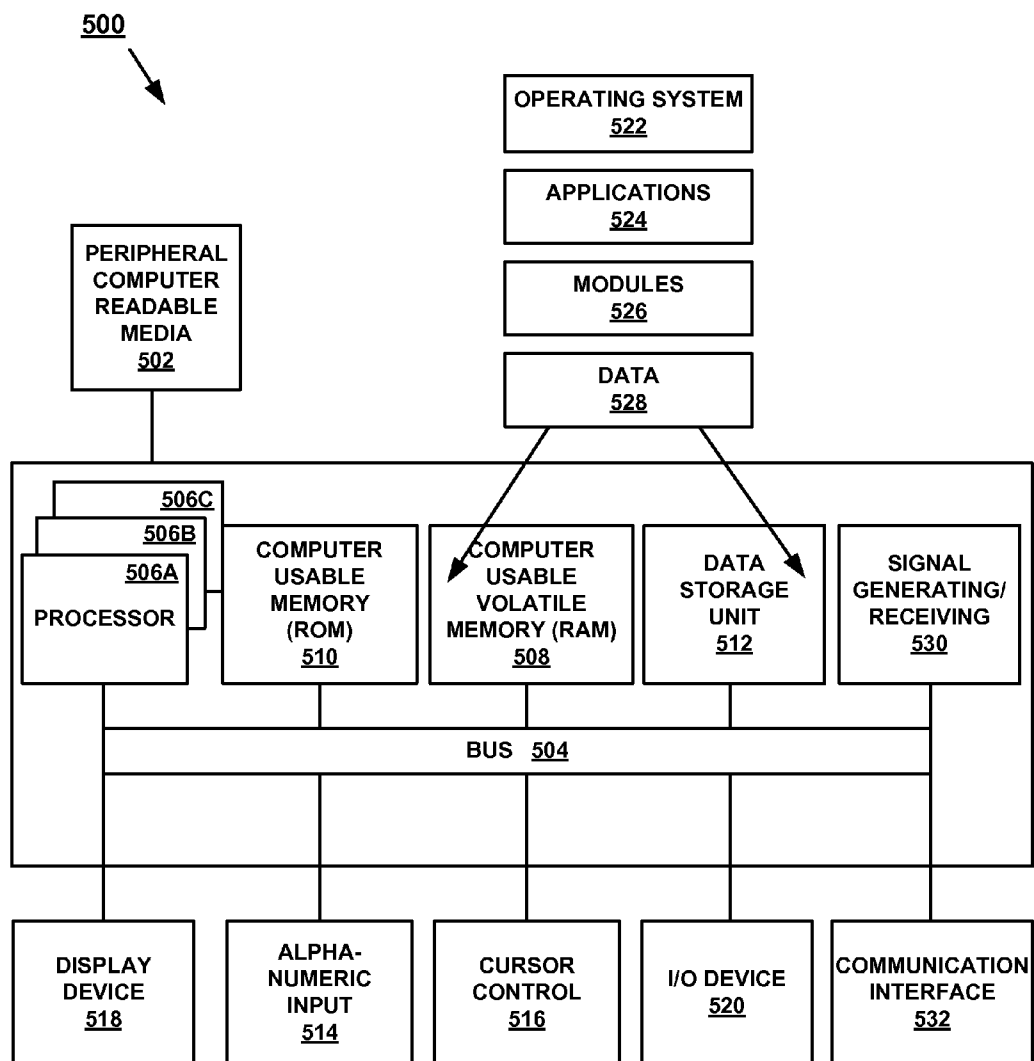 500
OPERATING SYSTEM
522
APPLICATIONS
524
MODULES
526
DATA
528
PERIPHERAL
COMPUTER
READABLE
MEDIA
502
506C
506B
506A
PROCESSOR
COMPUTER
USABLE
MEMORY
(ROM)
510
COMPUTER
USABLE
VOLATILE
MEMORY (RAM)
508
DATA
STORAGE
UNIT
512
SIGNAL
GENERATING/
RECEIVING
530
BUS 504
DISPLAY
DEVICE
518
ALPHA-
NUMERIC
INPUT
514
CURSOR
CONTROL
516
I/O DEVICE
520
COMMUNICATION
INTERFACE
532